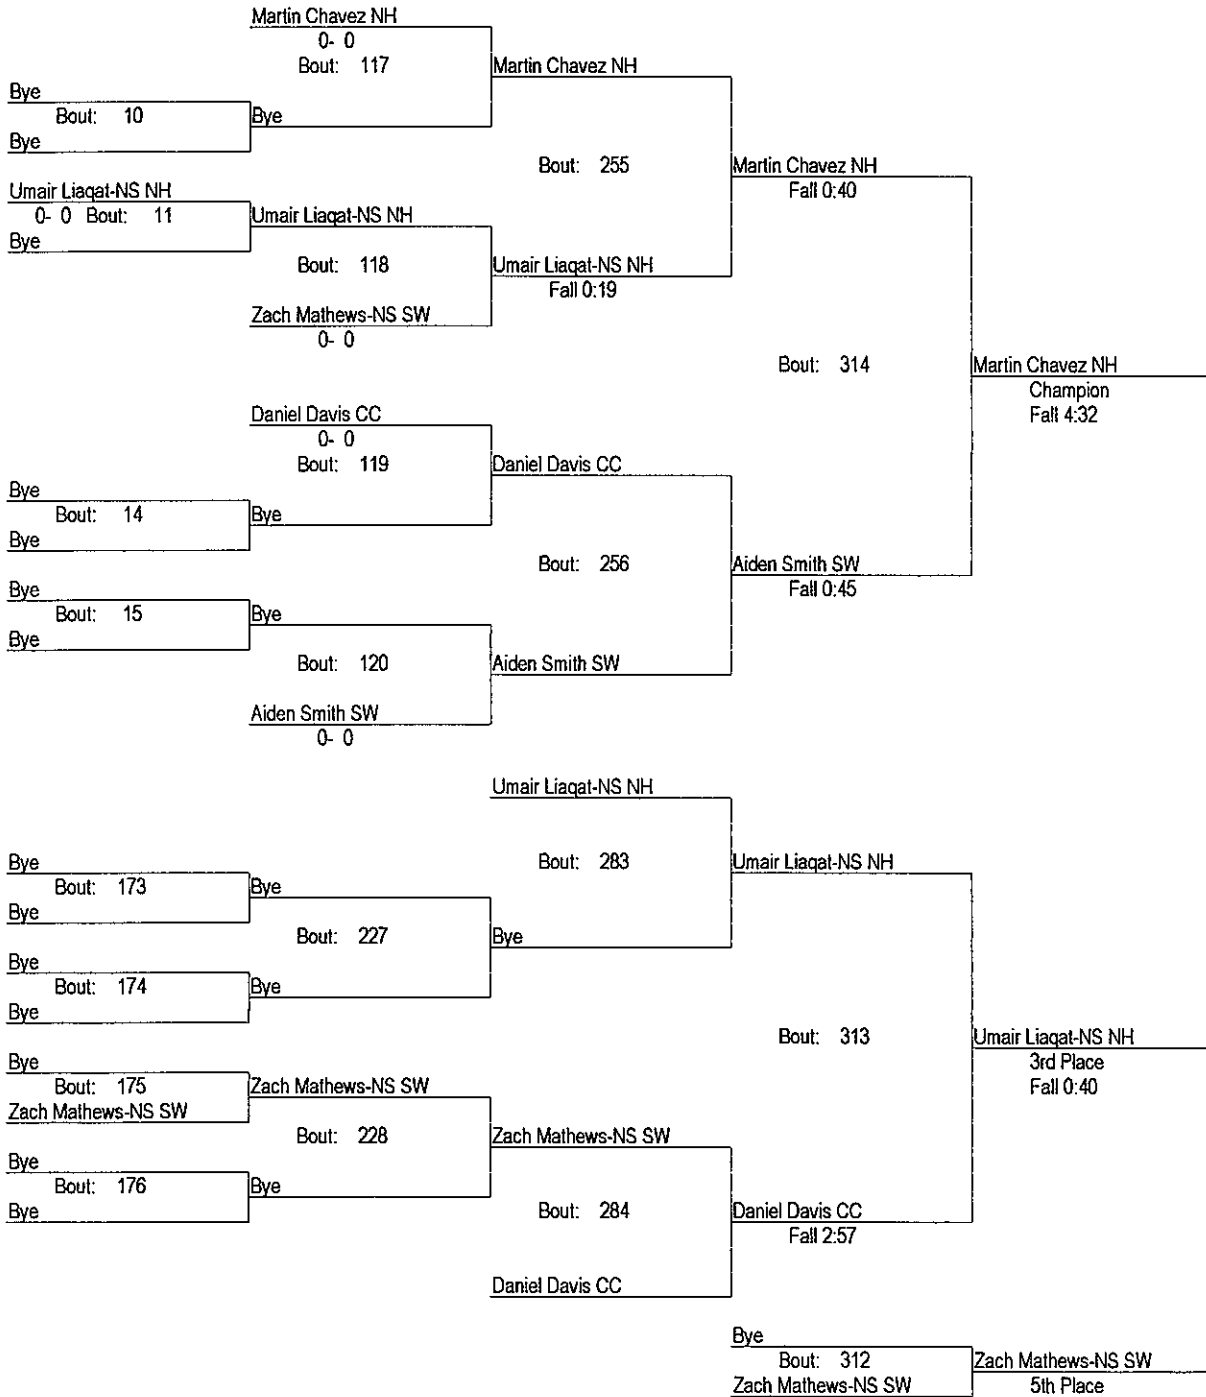 Martin Chavez NH
0- 0
Bout: 117
Martin Chavez NH
Bye
Bout: 10
Bye
Bye
Bout: 255
Martin Chavez NH
Fall 0:40
Umair Liaqat-NS NH
0- 0 Bout: 11
Umair Liaqat-NS NH
Bye
Bout: 118
Umair Liaqat-NS NH
Fall 0:19
Zach Mathews-NS SW
0- 0
Bout: 314
Martin Chavez NH
Champion
Fall 4:32
Daniel Davis CC
0- 0
Bout: 119
Daniel Davis CC
Bye
Bout: 14
Bye
Bye
Bout: 256
Aiden Smith SW
Fall 0:45
Bye
Bout: 15
Bye
Bye
Bout: 120
Aiden Smith SW
Aiden Smith SW
0- 0
Umair Liaqat-NS NH
Bout: 283
Umair Liaqat-NS NH
Bye
Bout: 173
Bye
Bye
Bout: 227
Bye
Bye
Bout: 174
Bye
Bye
Bout: 313
Umair Liaqat-NS NH
3rd Place
Fall 0:40
Bye
Bout: 175
Zach Mathews-NS SW
Zach Mathews-NS SW
Bout: 228
Zach Mathews-NS SW
Bye
Bout: 176
Bye
Bye
Bout: 284
Daniel Davis CC
Fall 2:57
Daniel Davis CC
Bye
Bout: 312
Zach Mathews-NS SW
Zach Mathews-NS SW
5th Place